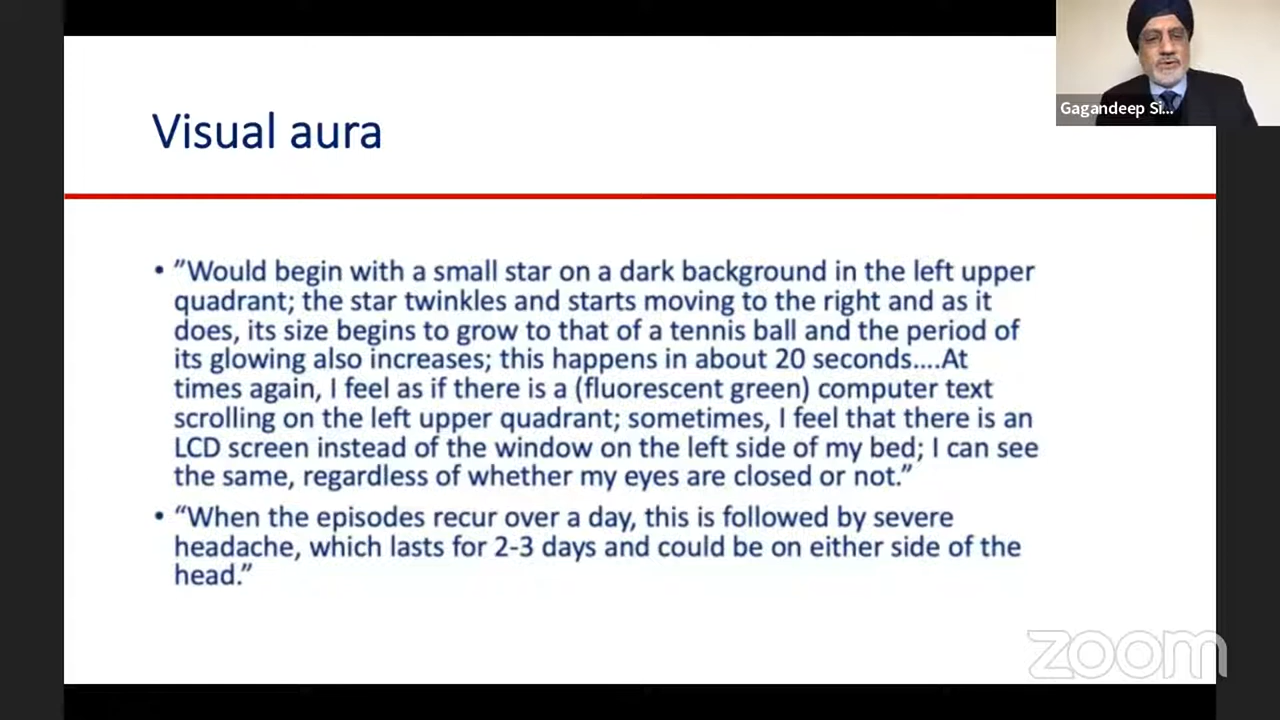 Gagandeep Si...
Visual aura
• ”Would begin with a small star on a dark background in the left upper
quadrant; the star twinkles and starts moving to the right and as it
does, its size begins to grow to that of a tennis ball and the period of
its glowing also increases; this happens in about 20 seconds....At
times again, I feel as if there is a (fluorescent green) computer text
scrolling on the left upper quadrant; sometimes, I feel that there is an
LCD screen instead of the window on the left side of my bed; I can see
the same, regardless of whether my eyes are closed or not.”
• “When the episodes recur over a day, this is followed by severe
headache, which lasts for 2-3 days and could be on either side of the
head.”
zoom